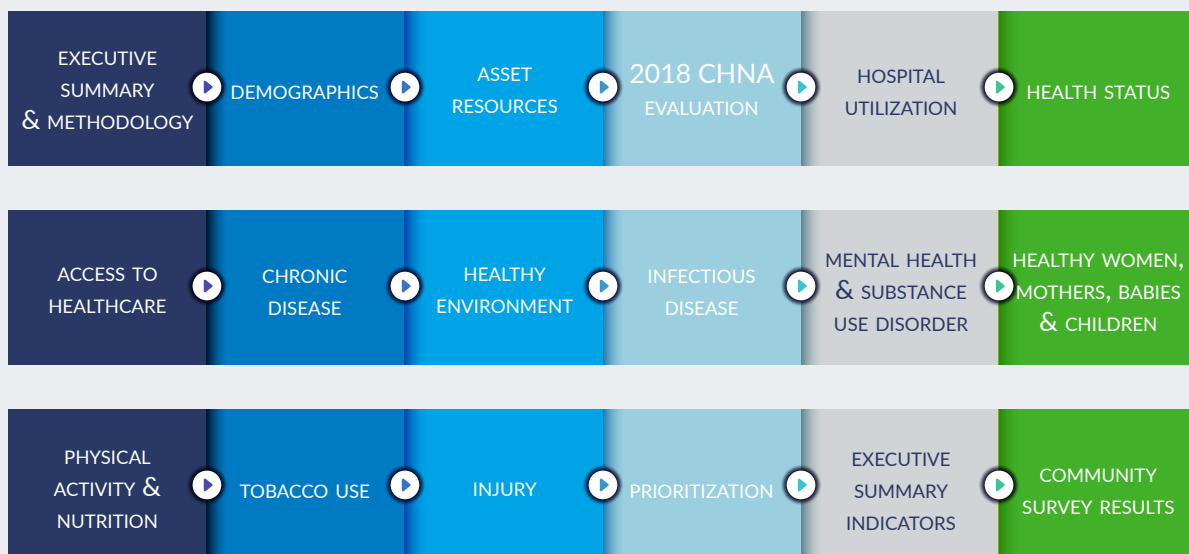 EXECUTIVE
SUMMARY
& METHODOLOGY
DEMOGRAPHICS
ASSET
RESOURCES
2018 CHNA
EVALUATION
HOSPITAL
UTILIZATION
HEALTH STATUS
ACCESS TO
HEALTHCARE
CHRONIC
DISEASE
HEALTHY
ENVIRONMENT
INFECTIOUS
DISEASE
MENTAL HEALTH
& SUBSTANCE
USE DISORDER
HEALTHY WOMEN,
MOTHERS, BABIES
& CHILDREN
PHYSICAL
ACTIVITY &
NUTRITION
TOBACCO USE
INJURY
PRIORITIZATION
EXECUTIVE
SUMMARY
INDICATORS
COMMUNITY
SURVEY RESULTS